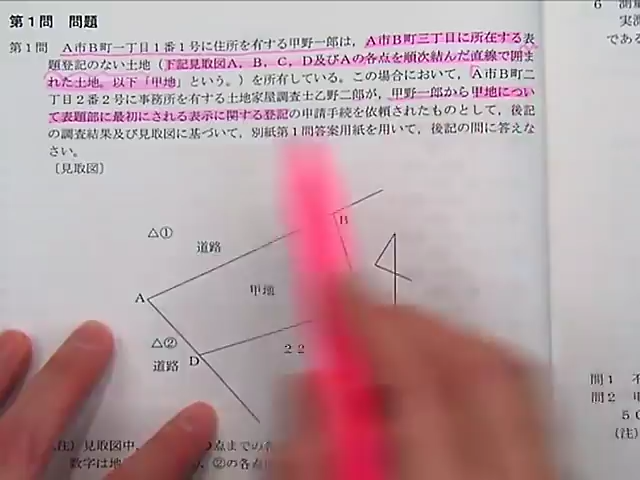 第1問 問題
第1問 A市B町一丁目1番1号に住所を有する甲野一郎は，A市B町三丁目に所在する表
題登記のない土地（下記見取図A，B，C，D及びAの各点を順次結んだ直線で囲ま
れた土地。以下「甲地」という。）を所有している。この場合において，A市B町二
丁目2番2号に事務所を有する土地家屋調査士乙野二郎が，甲野一郎から甲地につい
て表題部に最初にされる表示に関する登記の申請手続を依頼されたものとして，後記
の調査結果及び見取図に基づいて，別紙第1問答案用紙を用いて，後記の問に答えな
さい。
〔見取図〕
△①
道路
B
甲地
A
△②
道路
D
22
（注）見取図中，
点までの
数字は地
，②の各点
6 測量
実測
である
問1
問2
（注）